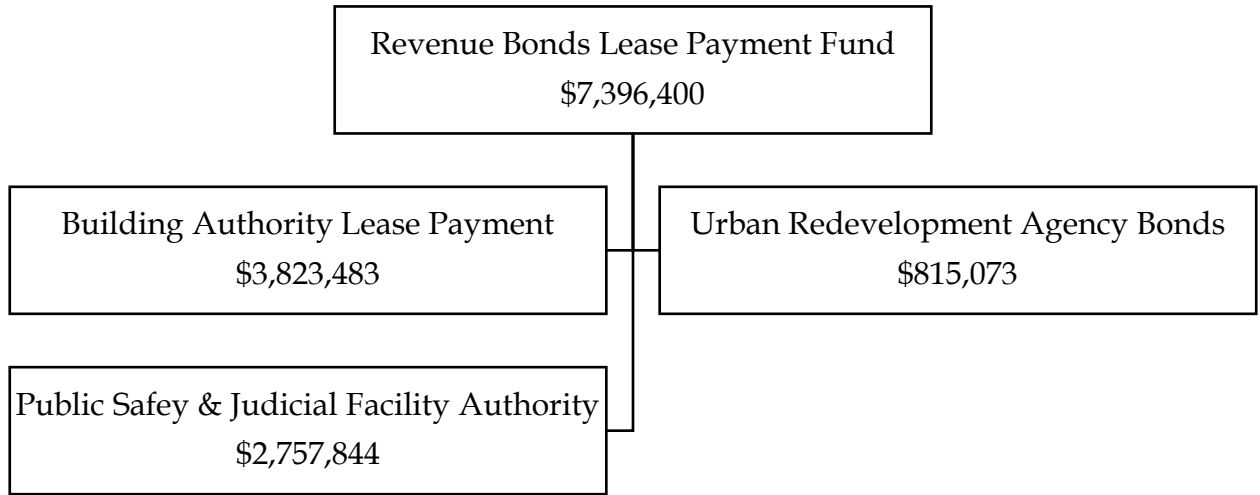 Revenue Bonds Lease Payment Fund
$7,396,400
Building Authority Lease Payment
$3,823,483
Urban Redevelopment Agency Bonds
$815,073
Public Safey & Judicial Facility Authority
$2,757,844